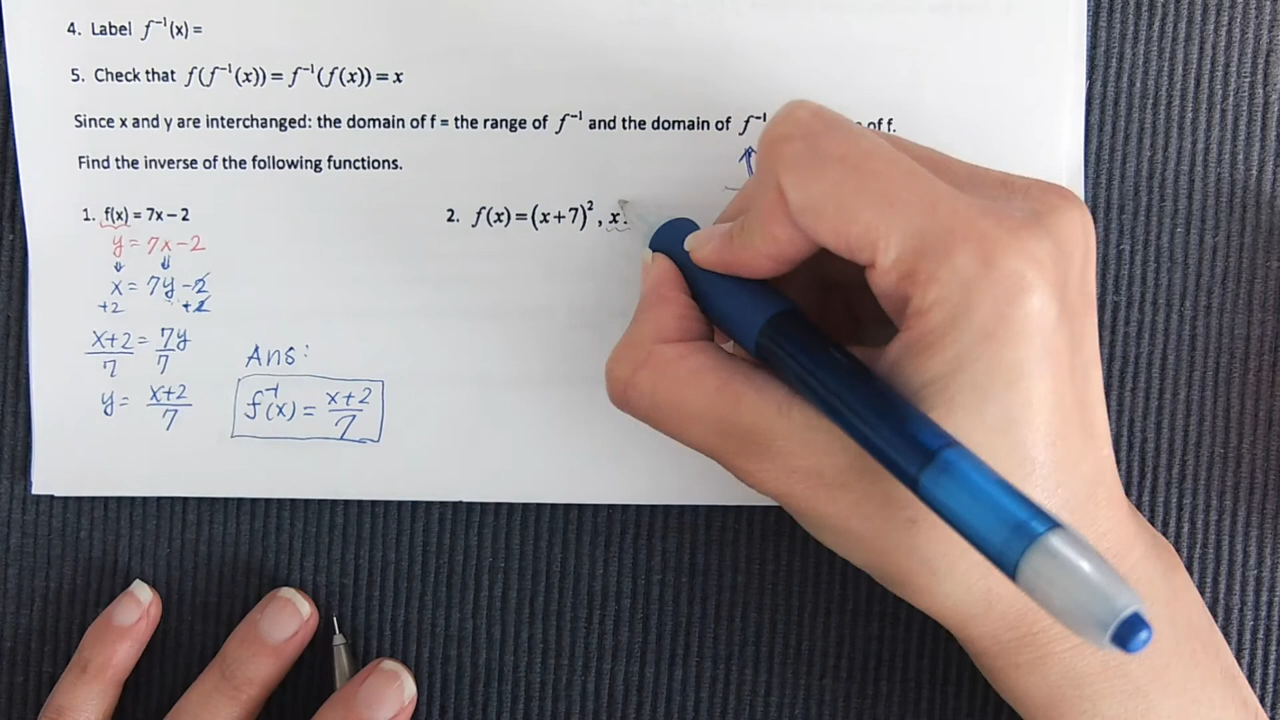 4. Label f⁻¹(x) =
5. Check that f(f⁻¹(x)) = f⁻¹(f(x)) = x
Since x and y are interchanged: the domain of f = the range of f⁻¹ and the domain of f⁻¹ of f.
Find the inverse of the following functions.
1. f(x) = 7x – 2
y = 7x – 2
x = 7y – 2
+2 +2
x+2 = 7y
7 7
y = x+2
7
Ans:
f⁻¹(x) = x+2
7
2. f(x) = (x+7)², x